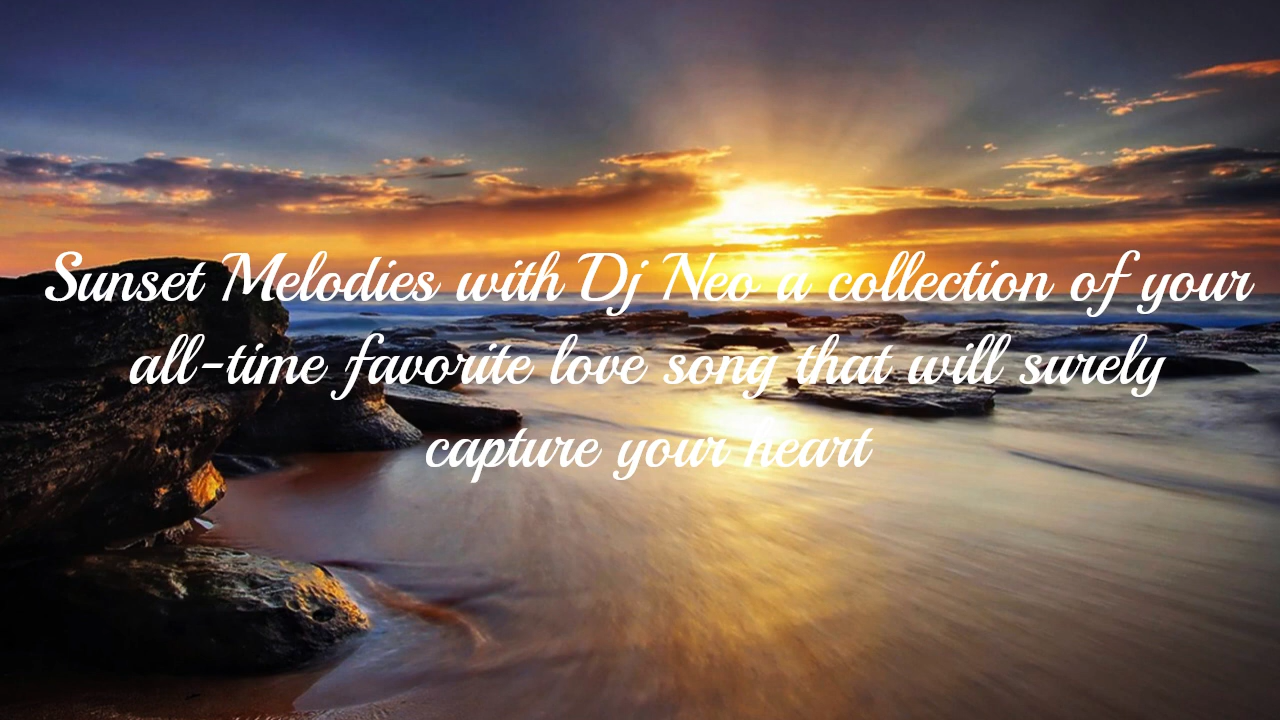 Sunset Melodies with Dj Neo a collection of your
all-time favorite love song that will surely
capture your heart